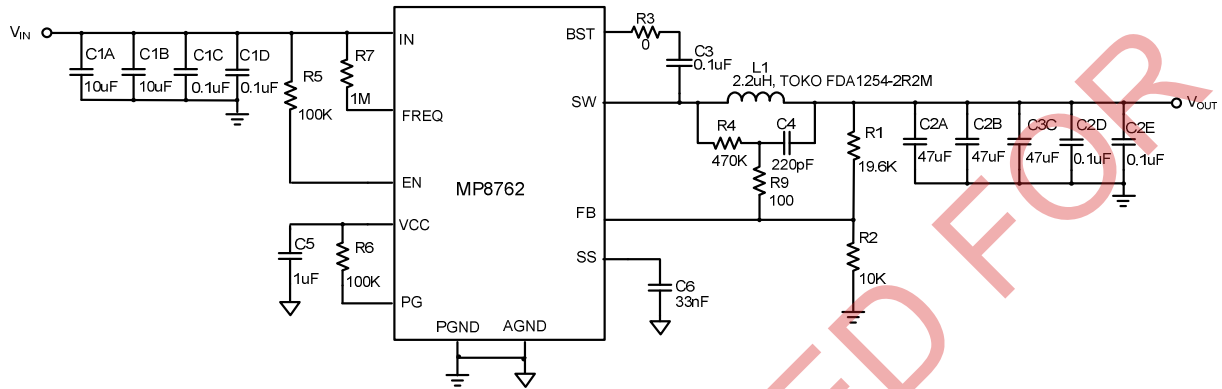 VIN
C1A
10uF
C1B
10uF
C1C
0.1uF
C1D
0.1uF
R5
100K
R7
1M
IN
FREQ
EN
VCC
PG
PGND
AGND
MP8762
BST
SW
FB
SS
C5
1uF
R6
100K
R3
0
C3
0.1uF
L1
2.2uH, TOKO FDA1254-2R2M
R4
470K
C4
220pF
R9
100
R1
19.6K
R2
10K
C6
33nF
C2A
47uF
C2B
47uF
C3C
47uF
C2D
0.1uF
C2E
0.1uF
VOUT
ED FOR